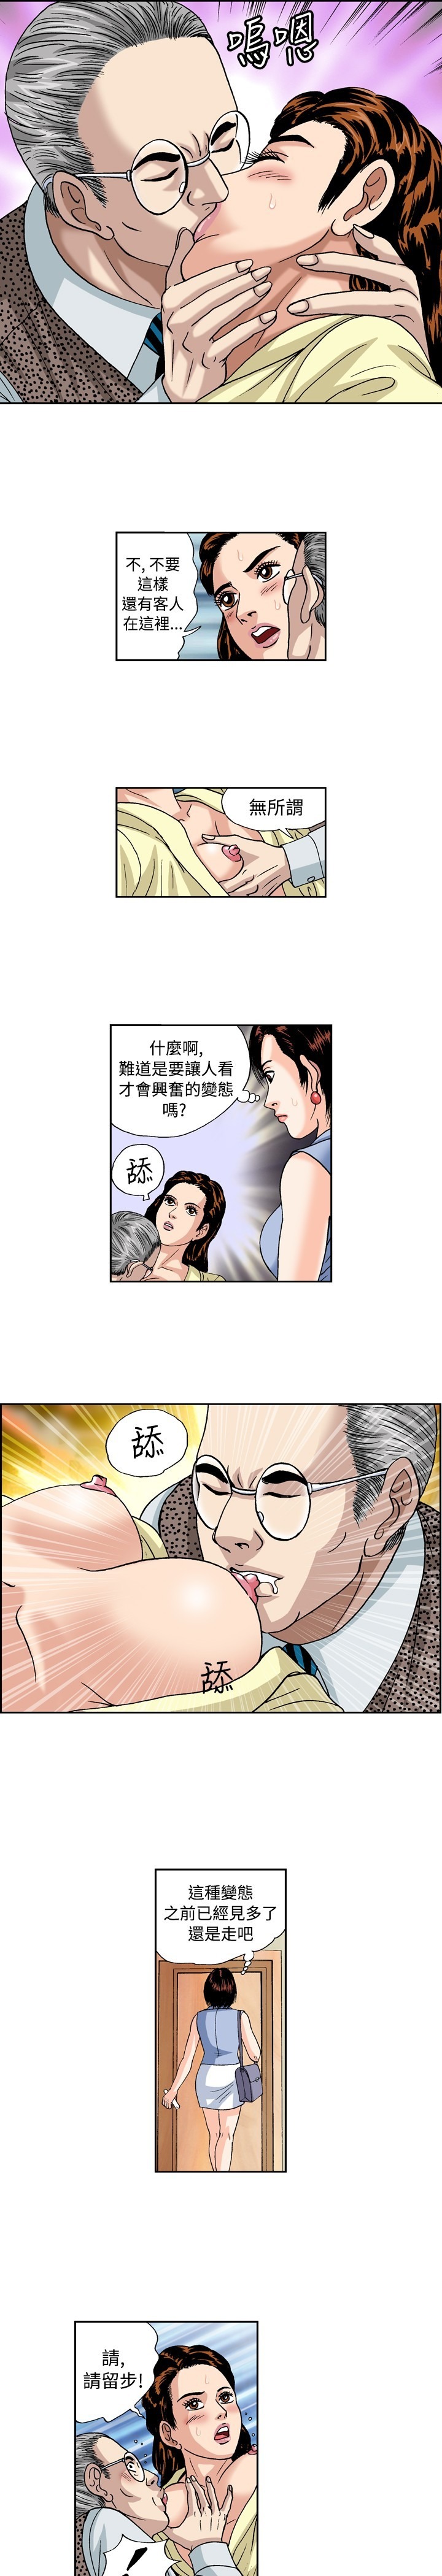 嗚嗯
不, 不要
這樣
還有客人
在這裡...
無所謂
什麼啊,
難道是要讓人看
才會興奮的變態
嗎?
舔
舔
舔
這種變態
之前已經見多了
還是走吧
請,
請留步!